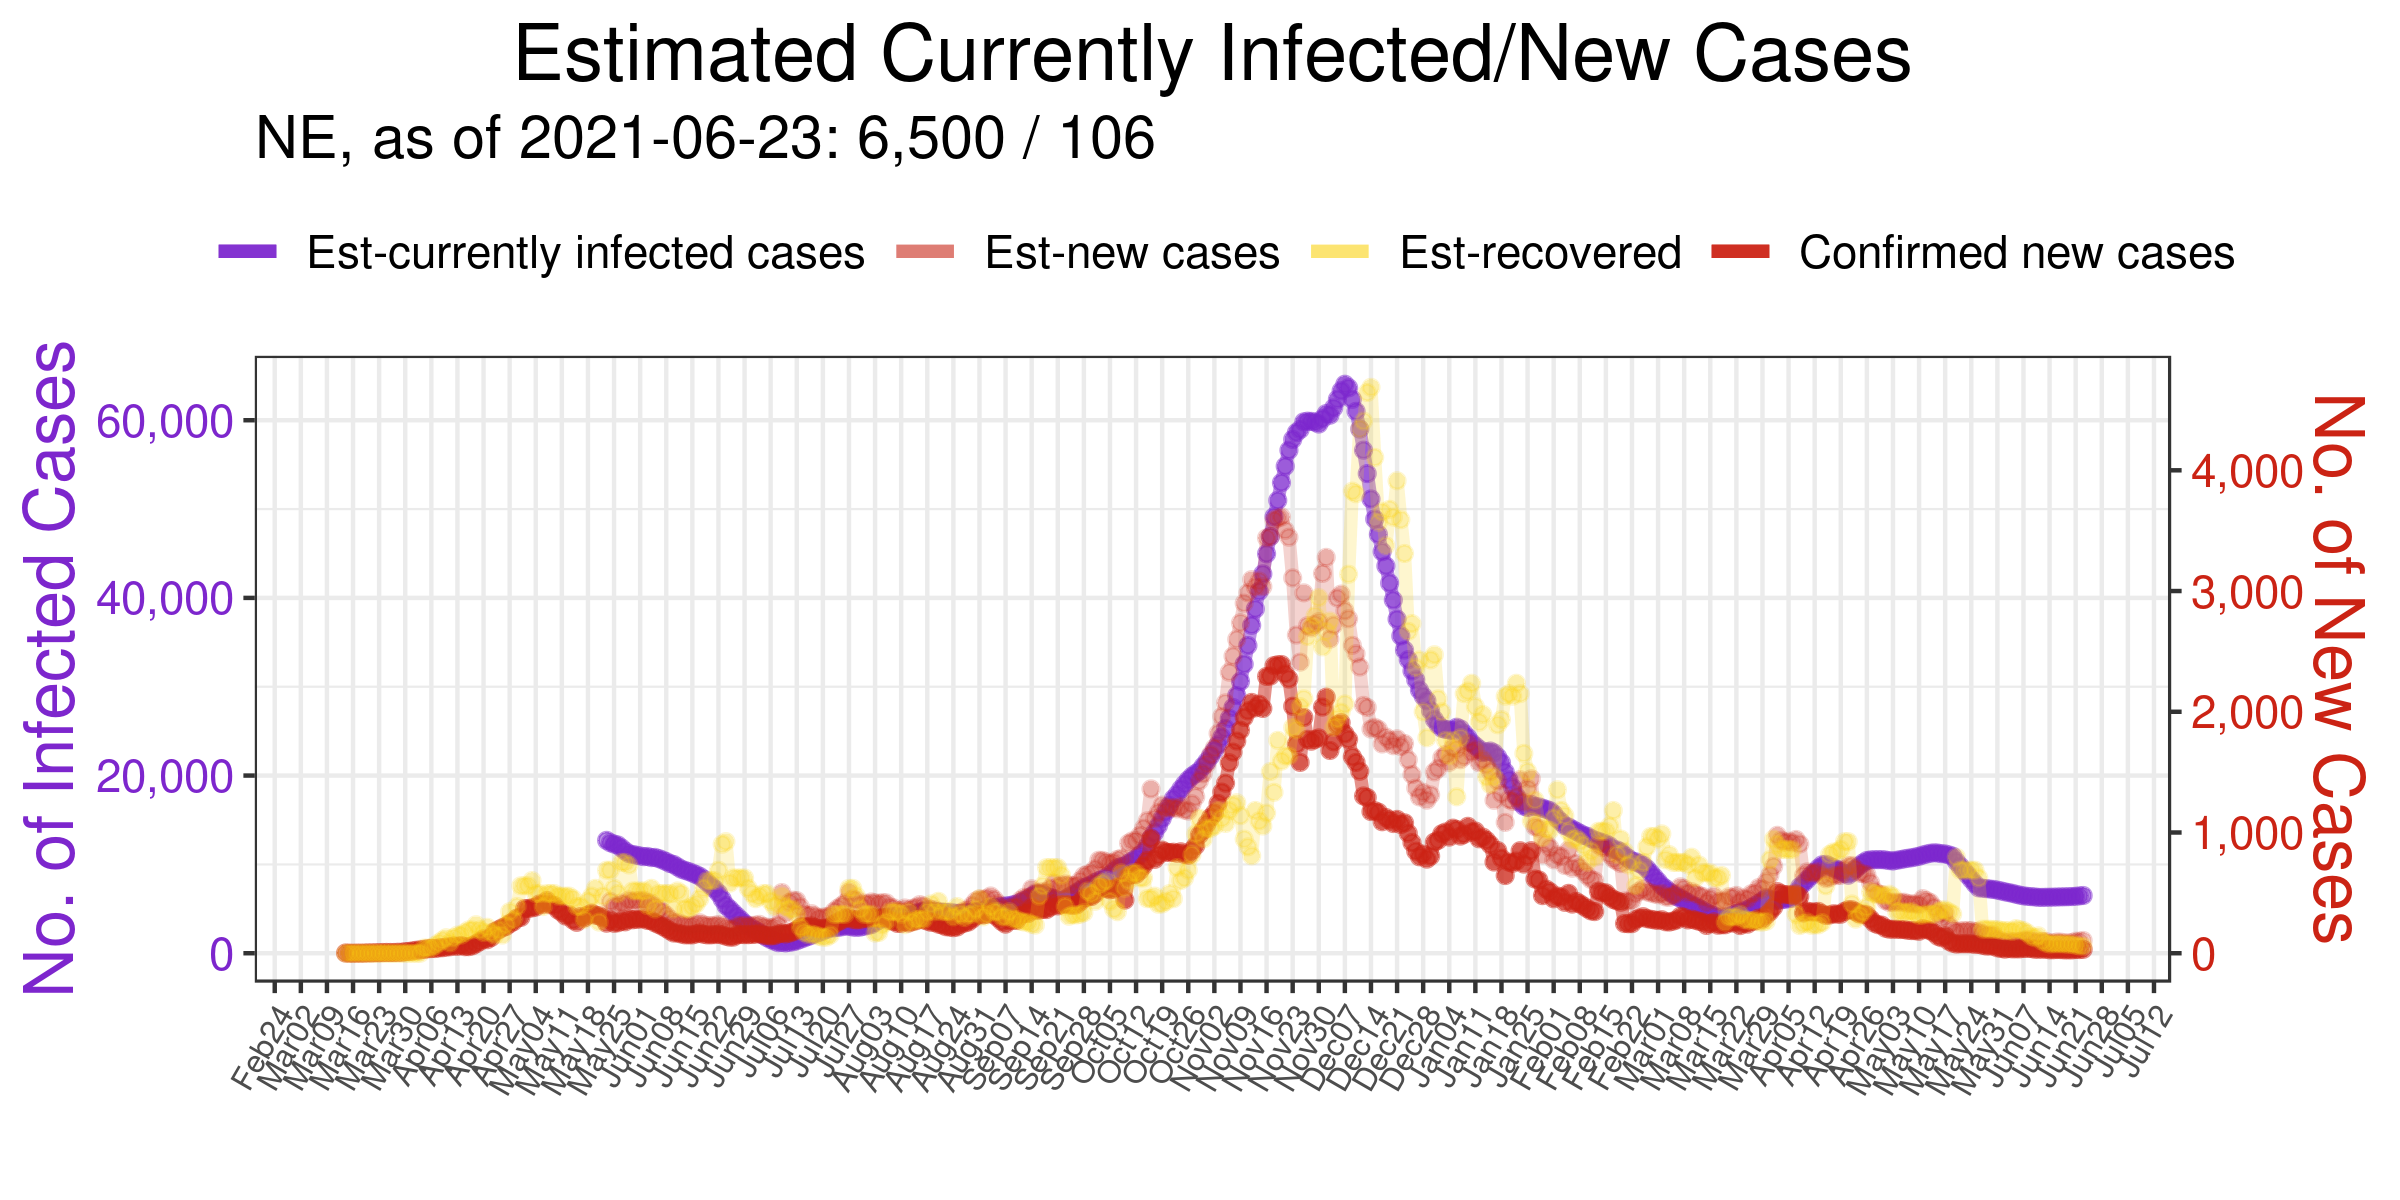 Estimated Currently Infected/New Cases
NE, as of 2021-06-23: 6,500 / 106
Est-currently infected cases
Est-new cases
Est-recovered
Confirmed new cases
No. of Infected Cases
60,000
40,000
20,000
0
No. of New Cases
4,000
3,000
2,000
1,000
0
Feb24
Mar02
Mar09
Mar16
Mar23
Mar30
Apr06
Apr13
Apr20
Apr27
May04
May11
May18
May25
Jun01
Jun08
Jun15
Jun22
Jun29
Jul06
Jul13
Jul20
Jul27
Aug03
Aug10
Aug17
Aug24
Aug31
Sep07
Sep14
Sep21
Sep28
Oct05
Oct12
Oct19
Oct26
Nov02
Nov09
Nov16
Nov23
Nov30
Dec07
Dec14
Dec21
Dec28
Jan04
Jan11
Jan18
Jan25
Feb01
Feb08
Feb15
Feb22
Mar01
Mar08
Mar15
Mar22
Mar29
Apr05
Apr12
Apr19
Apr26
May03
May10
May17
May24
May31
Jun07
Jun14
Jun21
Jun28
Jul05
Jul12